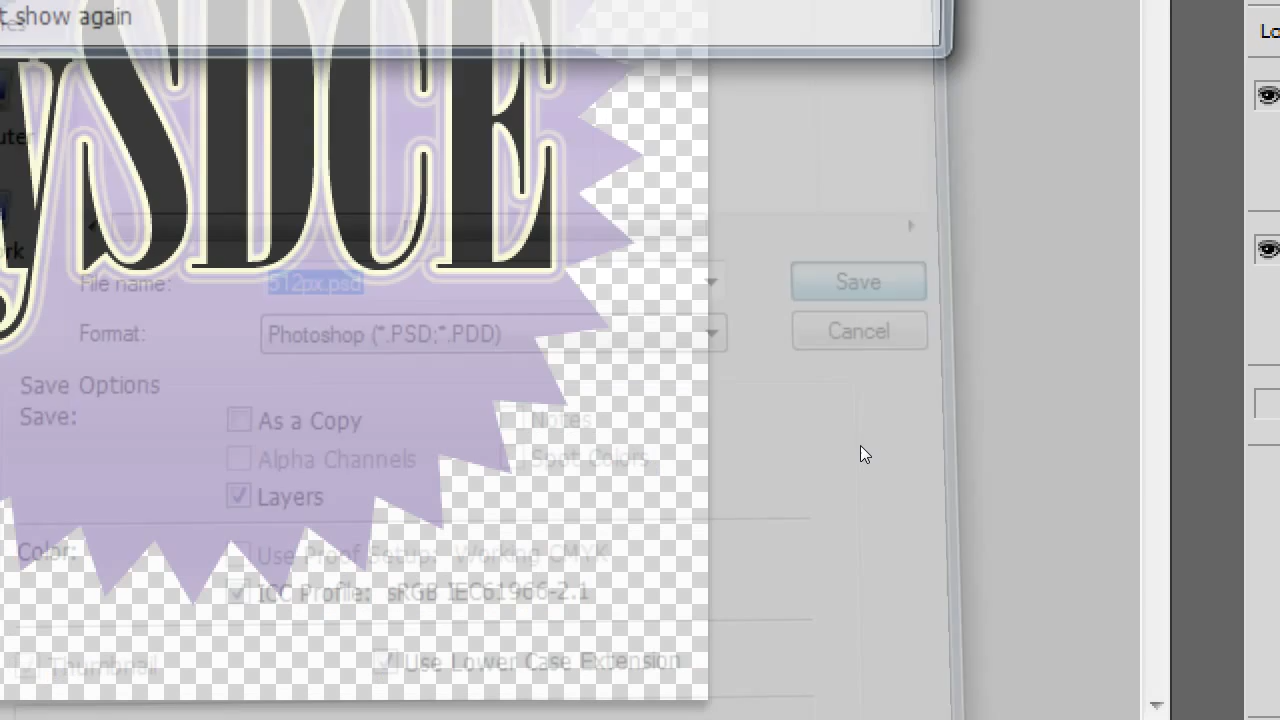 t show again
ySDCE
File name: 512px.psd
Save
Format: Photoshop (*.PSD;*.PDD)
Cancel
Save Options
Save:
As a Copy
Notes
Alpha Channels
Spot Colors
Layers
Color:
Use Proof Setup: Working CMYK
ICC Profile: sRGB IEC61966-2.1
Thumbnail
Use Lower Case Extension